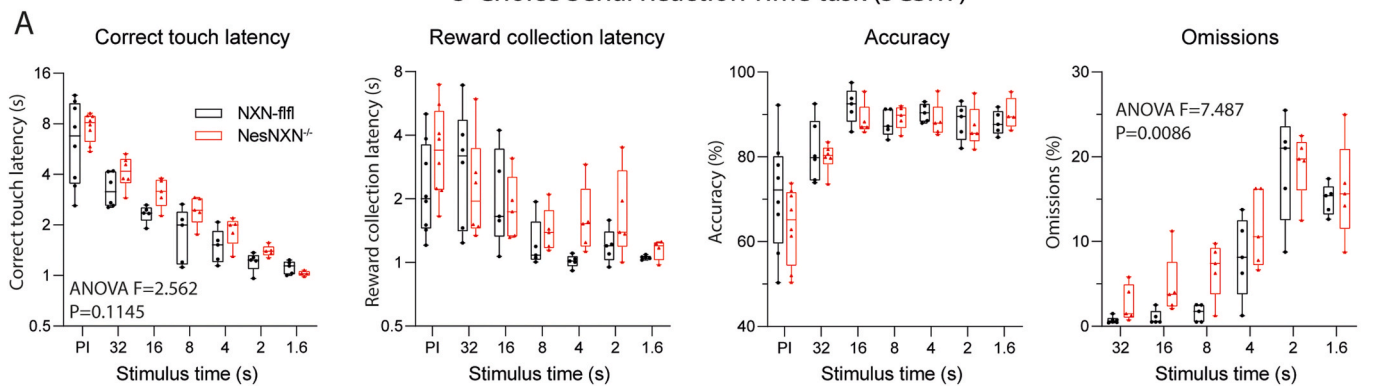 A
Correct touch latency
Correct touch latency (s)
16
8
4
2
1
0.5
NXN-flfl
NesNXN-/-
ANOVA F=2.562
P=0.1145
PI 32 16 8 4 2 1.6
Stimulus time (s)
Reward collection latency
Reward collection latency (s)
8
4
2
1
0.5
PI 32 16 8 4 2 1.6
Stimulus time (s)
Accuracy
Accuracy (%)
100
80
60
40
PI 32 16 8 4 2 1.6
Stimulus time (s)
Omissions
Omissions (%)
30
20
10
0
ANOVA F=7.487
P=0.0086
32 16 8 4 2 1.6
Stimulus time (s)